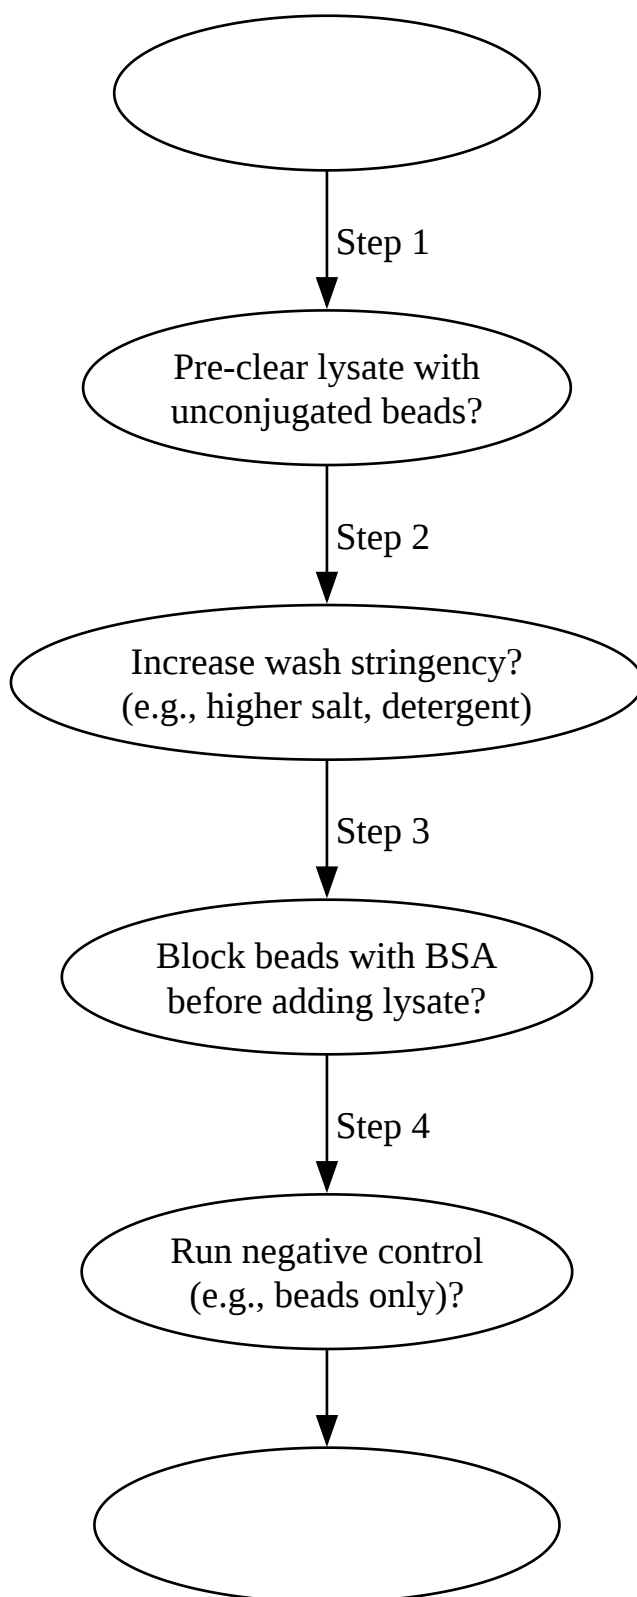 Step 1
Pre-clear lysate with
unconjugated beads?
Step 2
Increase wash stringency?
(e.g., higher salt, detergent)
Step 3
Block beads with BSA
before adding lysate?
Step 4
Run negative control
(e.g., beads only)?